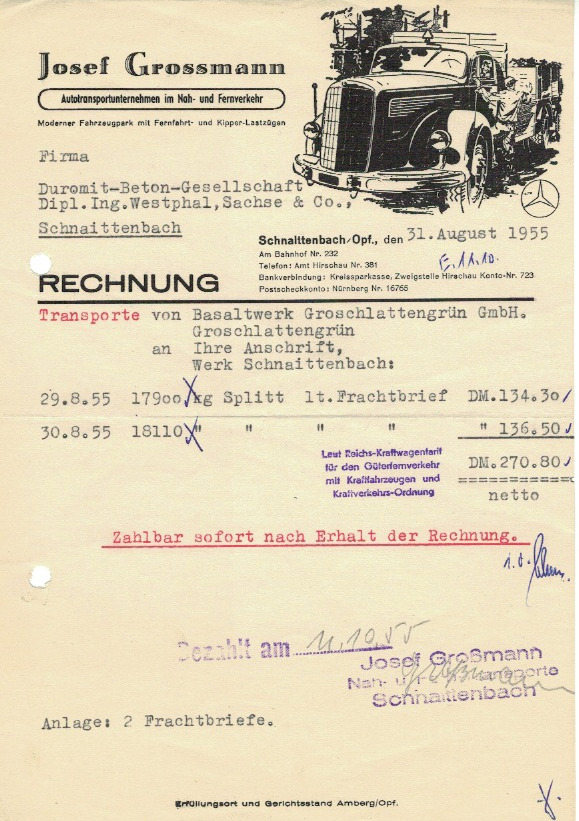 Josef Grossmann
Autotransportunternehmen im Nah- und Fernverkehr
Moderner Fahrzeugpark mit Fernfahrt- und Kipper-Lastzügen
Firma
Duromit-Beton-Gesellschaft
Dipl.Ing.Westphal,Sachse & Co.,
Schnaittenbach
Schnaittenbach/Opf., den 31.August 1955
Am Bahnhof Nr. 232
Telefon: Amt Hirschau Nr. 381
E. 11.10.
Bankverbindung: Kreissparkasse, Zweigstelle Hirschau Konto-Nr. 723
Postscheckkonto: Nürnberg Nr. 16765
RECHNUNG
Transporte von Basaltwerk Groschlattengrün GmbH.
Groschlattengrün
an Ihre Anschrift,
Werk Schnaittenbach:
29.8.55 17900 kg Splitt lt.Frachtbrief DM.134.30
30.8.55 18110 " " " " " 136.50
Laut Reichs-Kraftwagentarif
für den Güterfernverkehr
mit Kraftfahrzeugen und
Kraftverkehrs-Ordnung
DM.270.80
netto
Zahlbar sofort nach Erhalt der Rechnung.
Bezahlt am 11.10.55
Josef Großmann
Nah- u. Transporte
Schnaittenbach
Anlage: 2 Frachtbriefe.
Erfüllungsort und Gerichtsstand Amberg/Opf.